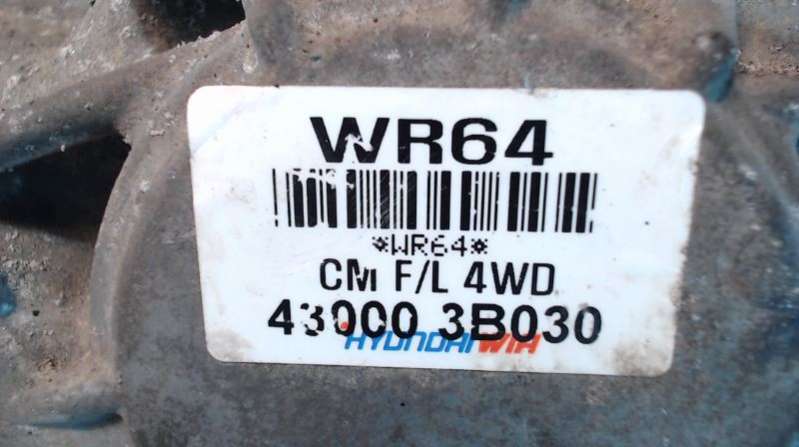 WR64
*WR64*
CM F/L 4WD
43000 3B030
HYUNDAI WIA